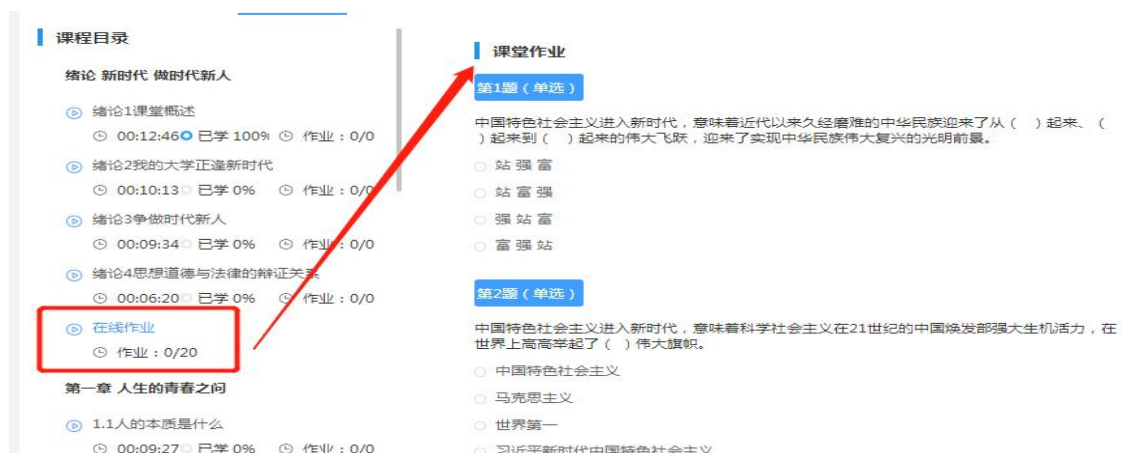 课程目录
绪论 新时代 做时代新人
绪论1课堂概述
00:12:46 已学 100% 作业：0/0
绪论2我的大学正逢新时代
00:10:13 已学 0% 作业：0/0
绪论3争做时代新人
00:09:34 已学 0% 作业：0/0
绪论4思想道德与法律的辩证关系
00:06:20 已学 0% 作业：0/0
在线作业
作业：0/20
第一章 人生的青春之问
1.1人的本质是什么
00:09:27 已学 0% 作业：0/0
课堂作业
第1题（单选）
中国特色社会主义进入新时代，意味着近代以来久经磨难的中华民族迎来了从（ ）起来、（
）起来到（ ）起来的伟大飞跃，迎来了实现中华民族伟大复兴的光明前景。
站 强 富
站 富 强
强 站 富
富 强 站
第2题（单选）
中国特色社会主义进入新时代，意味着科学社会主义在21世纪的中国焕发部强大生机活力，在
世界上高高举起了（ ）伟大旗帜。
中国特色社会主义
马克思主义
世界第一
习近平新时代中国特色社会主义